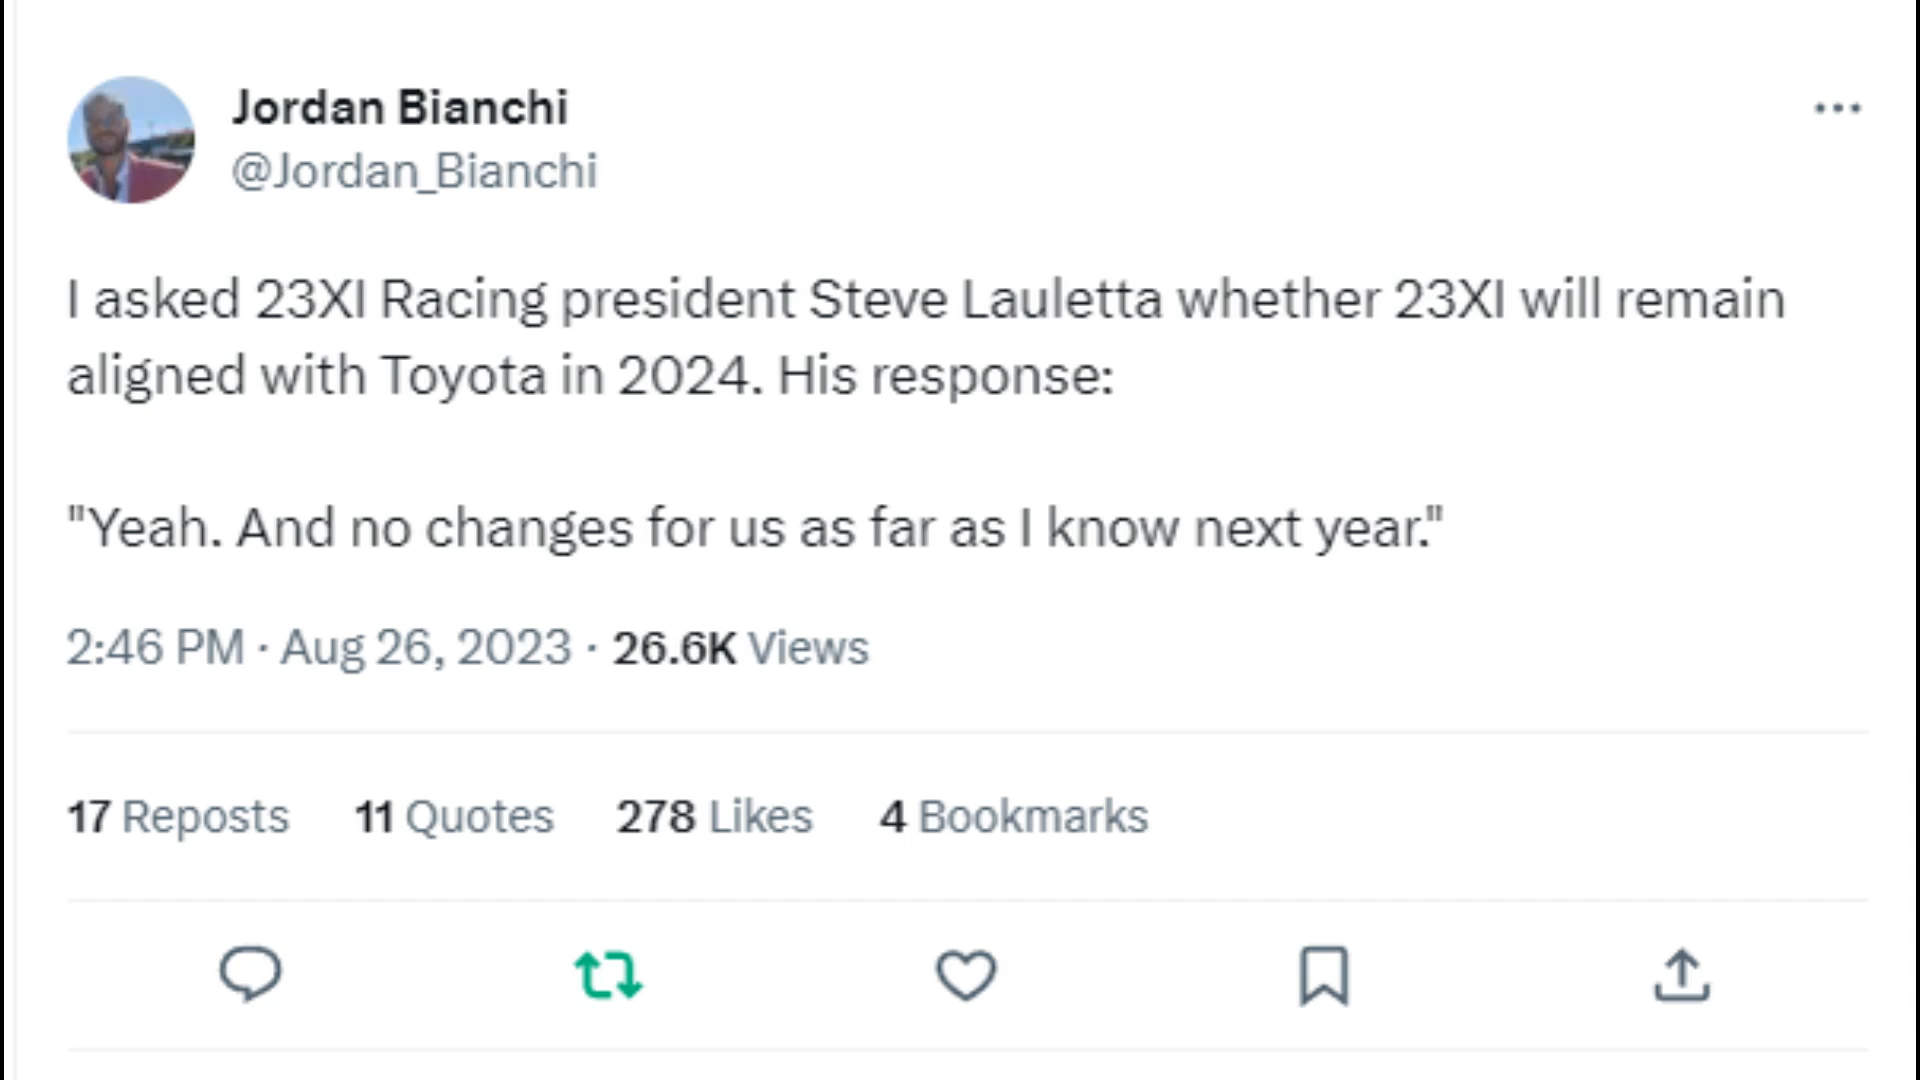 Jordan Bianchi
@Jordan_Bianchi
I asked 23XI Racing president Steve Lauletta whether 23XI will remain
aligned with Toyota in 2024. His response:
"Yeah. And no changes for us as far as I know next year."
2:46 PM · Aug 26, 2023 · 26.6K Views
17 Reposts 11 Quotes 278 Likes 4 Bookmarks